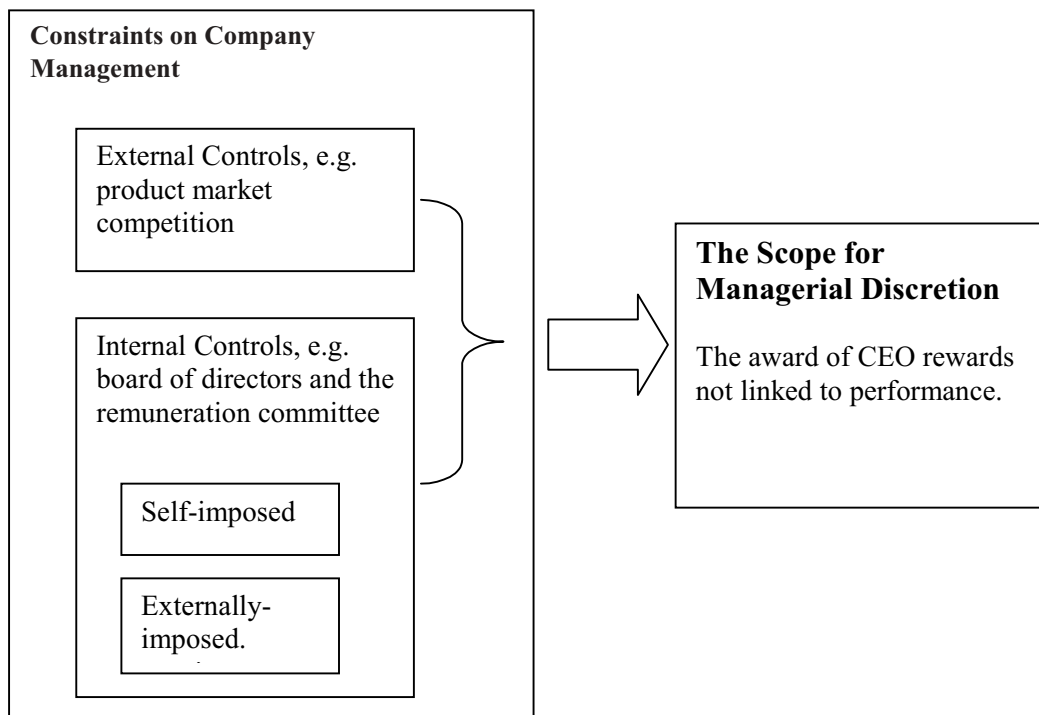 Constraints on Company
Management
External Controls, e.g.
product market
competition
Internal Controls, e.g.
board of directors and the
remuneration committee
Self-imposed
Externally-
imposed.
The Scope for
Managerial Discretion
The award of CEO rewards
not linked to performance.